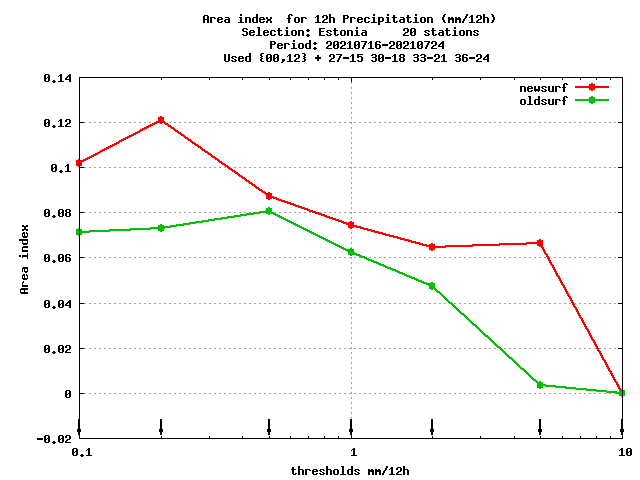 Area index  for 12h Precipitation (mm/12h)
Selection: Estonia     20 stations
Period: 20210716-20210724
Used {00,12} + 27-15 30-18 33-21 36-24
newsurf
oldsurf
0.14
0.12
0.1
0.08
0.06
0.04
0.02
0
-0.02
Area index
0.1 1 10
thresholds mm/12h